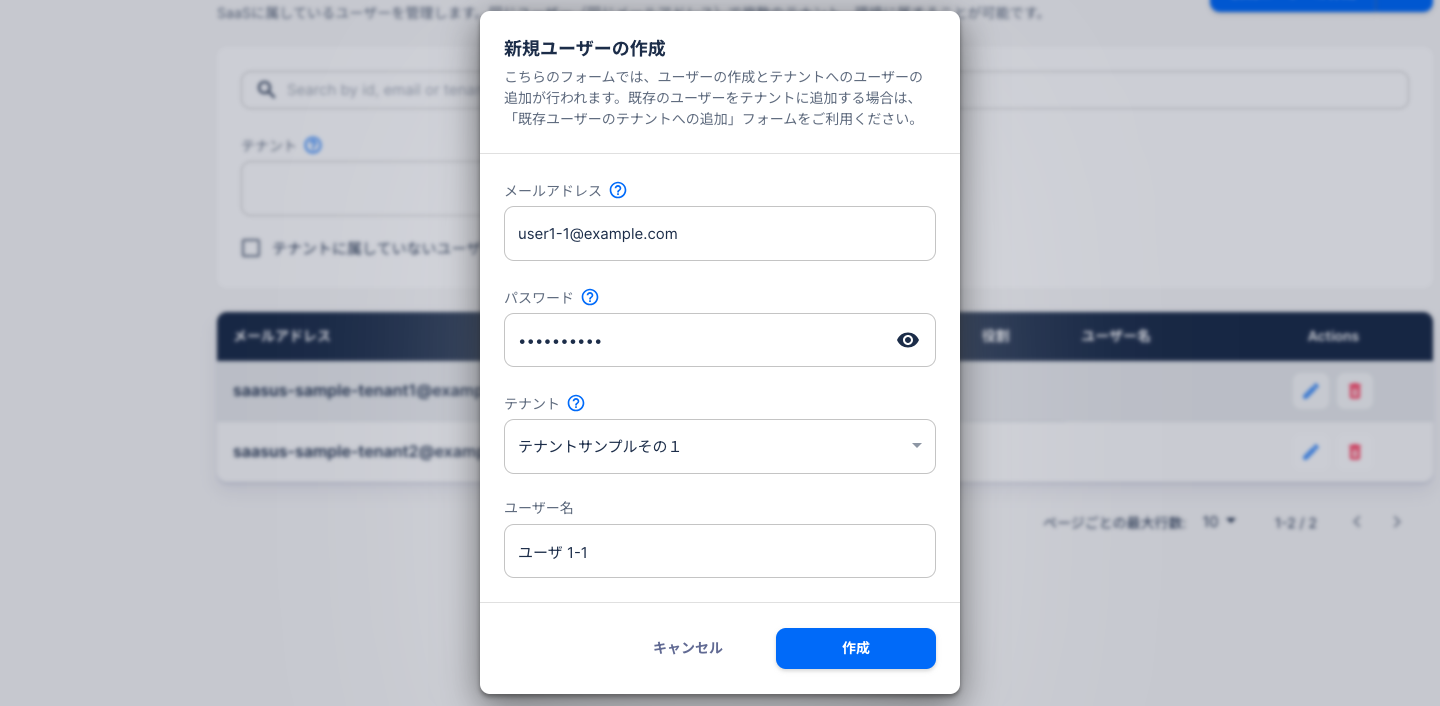 SaaSに属しているユーザーを管理します。
が可能です。
新規ユーザーの作成
こちらのフォームでは、ユーザーの作成とテナントへのユーザーの
追加が行われます。既存のユーザーをテナントに追加する場合は、
「既存ユーザーのテナントへの追加」フォームをご利用ください。
Search by id, email or tena
テナント
テナントに属していないユーザ
メールアドレス
user1-1@example.com
パスワード
••••••••••
テナント
テナントサンプルその１
ユーザー名
ユーザ 1-1
キャンセル
作成
メールアドレス 役割 ユーザー名 Actions
saasus-sample-tenant1@exam
saasus-sample-tenant2@exam
ページごとの最大行数: 10 1-2 / 2